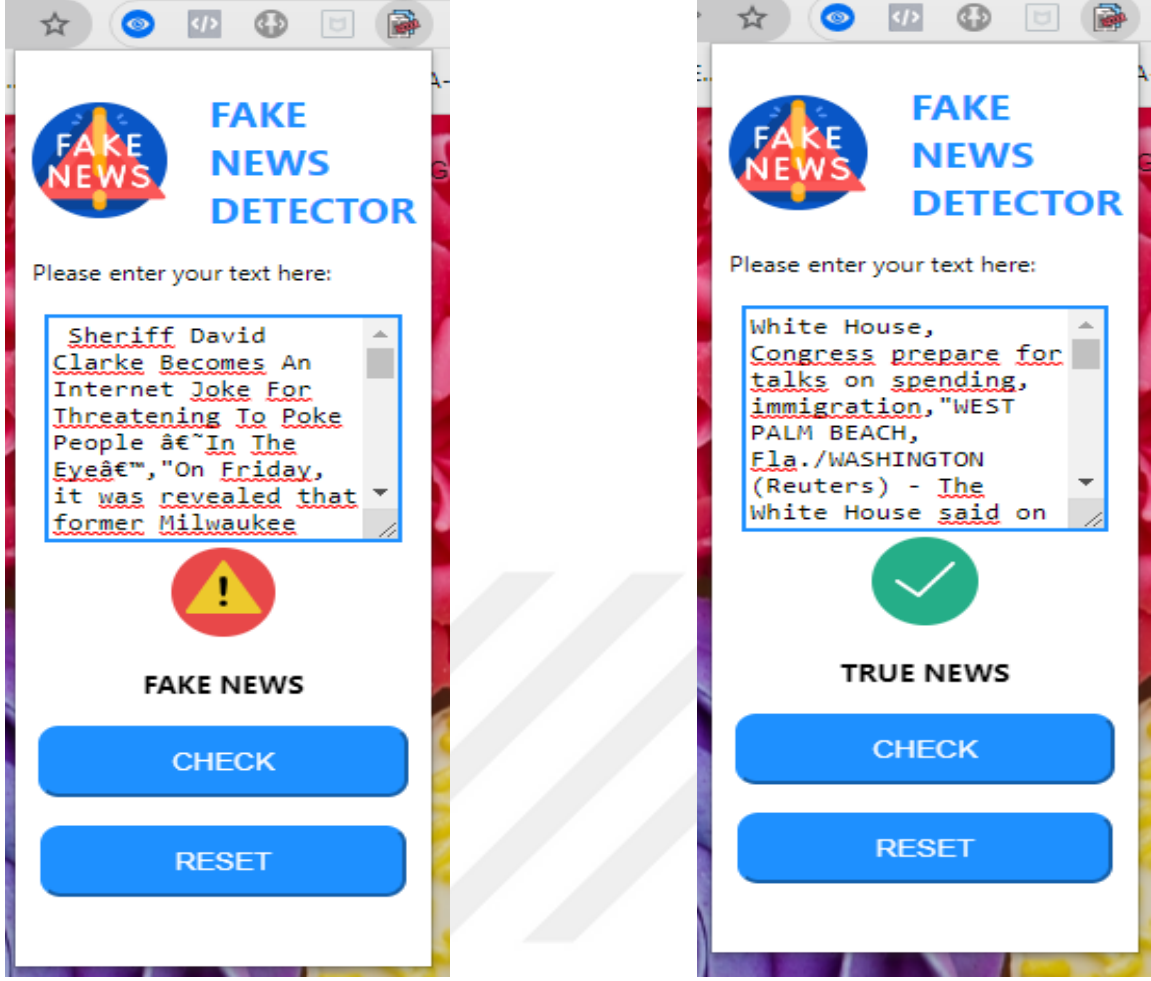 FAKE
NEWS
FAKE
NEWS
DETECTOR
Please enter your text here:
Sheriff David
Clarke Becomes An
Internet Joke For
Threatening To Poke
People â€˜In The
Eyeâ€™,"On Friday,
it was revealed that
former Milwaukee
FAKE NEWS
CHECK
RESET
FAKE
NEWS
FAKE
NEWS
DETECTOR
Please enter your text here:
White House,
Congress prepare for
talks on spending,
immigration,"WEST
PALM BEACH,
Fla./WASHINGTON
(Reuters) - The
White House said on
TRUE NEWS
CHECK
RESET